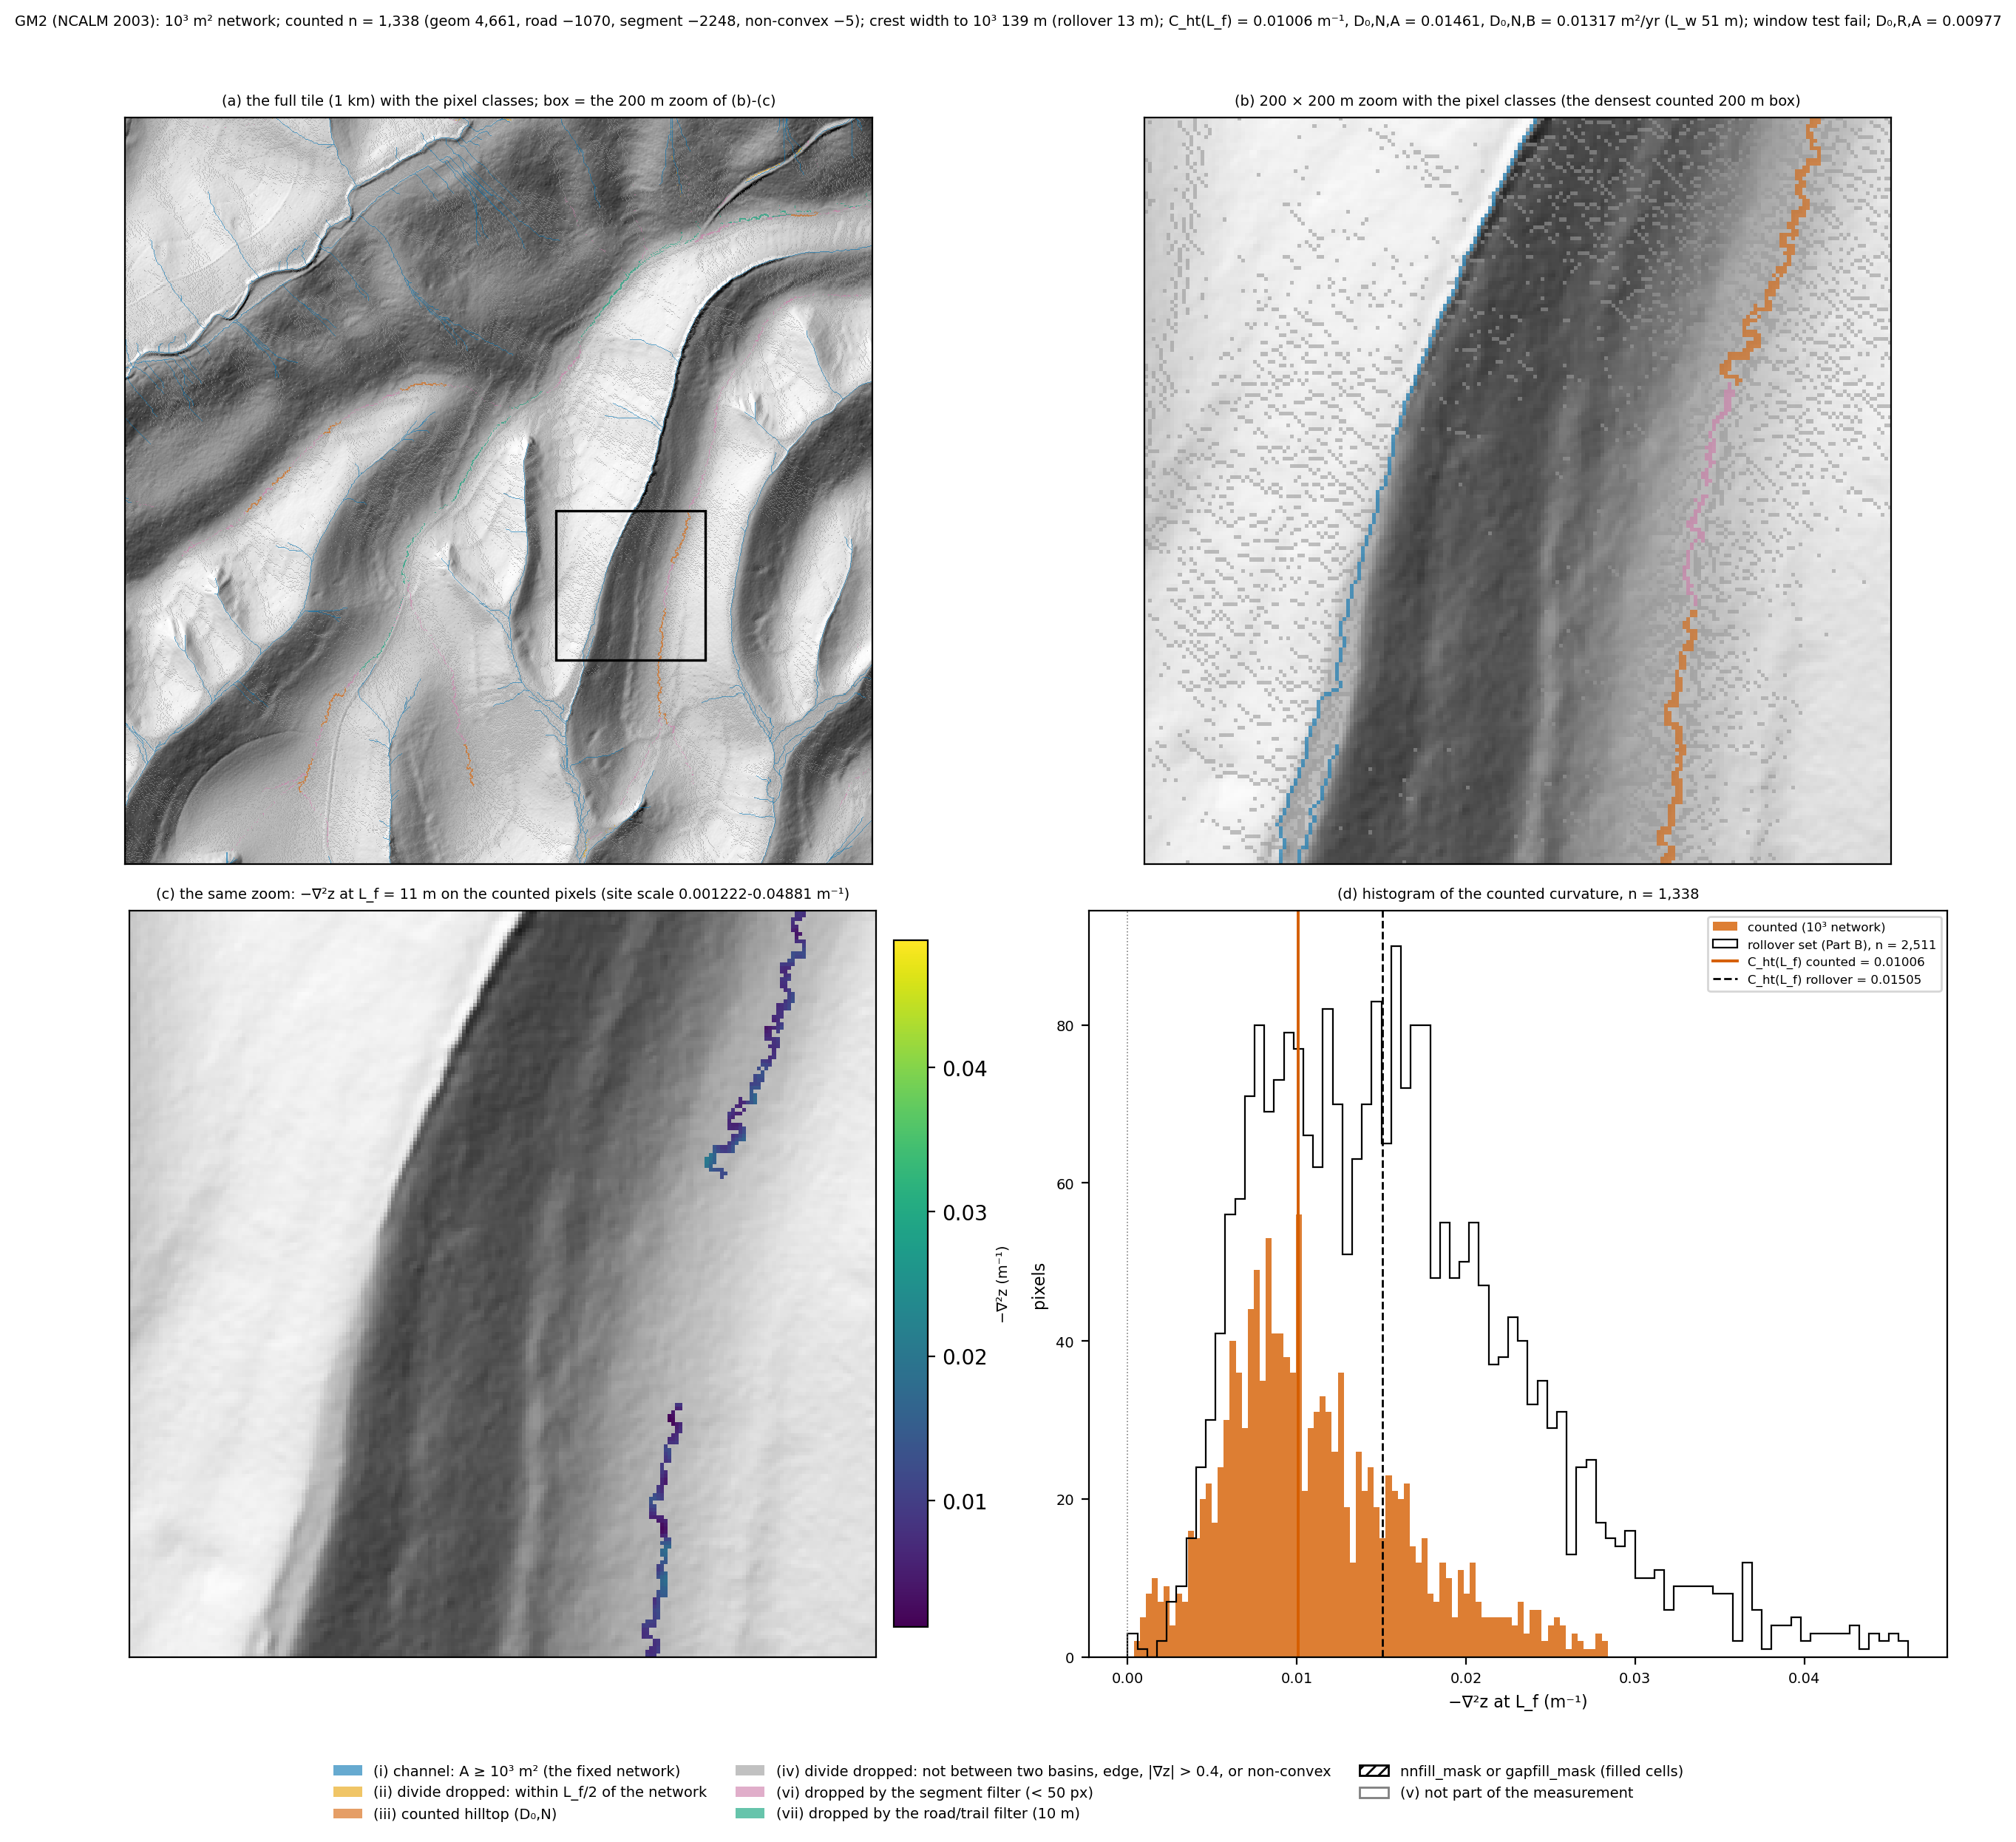 GM2 (NCALM 2003): 10³ m² network; counted n = 1,338 (geom 4,661, road −1070, segment −2248, non-convex −5); crest width to 10³ 139 m (rollover 13 m); C_ht(L_f) = 0.01006 m⁻¹, D₀,N,A = 0.01461, D₀,N,B = 0.01317 m²/yr (L_w 51 m); window test fail; D₀,R,A = 0.00977
(a) the full tile (1 km) with the pixel classes; box = the 200 m zoom of (b)-(c)
(b) 200 × 200 m zoom with the pixel classes (the densest counted 200 m box)
(c) the same zoom: −∇²z at L_f = 11 m on the counted pixels (site scale 0.001222-0.04881 m⁻¹)
0.04
0.03
0.02
0.01
−∇²z (m⁻¹)
(d) histogram of the counted curvature, n = 1,338
counted (10³ network)
rollover set (Part B), n = 2,511
C_ht(L_f) counted = 0.01006
C_ht(L_f) rollover = 0.01505
pixels
80
60
40
20
0
0.00 0.01 0.02 0.03 0.04
−∇²z at L_f (m⁻¹)
(i) channel: A ≥ 10³ m² (the fixed network)
(ii) divide dropped: within L_f/2 of the network
(iii) counted hilltop (D₀,N)
(iv) divide dropped: not between two basins, edge, |∇z| > 0.4, or non-convex
(vi) dropped by the segment filter (< 50 px)
(vii) dropped by the road/trail filter (10 m)
nnfill_mask or gapfill_mask (filled cells)
(v) not part of the measurement